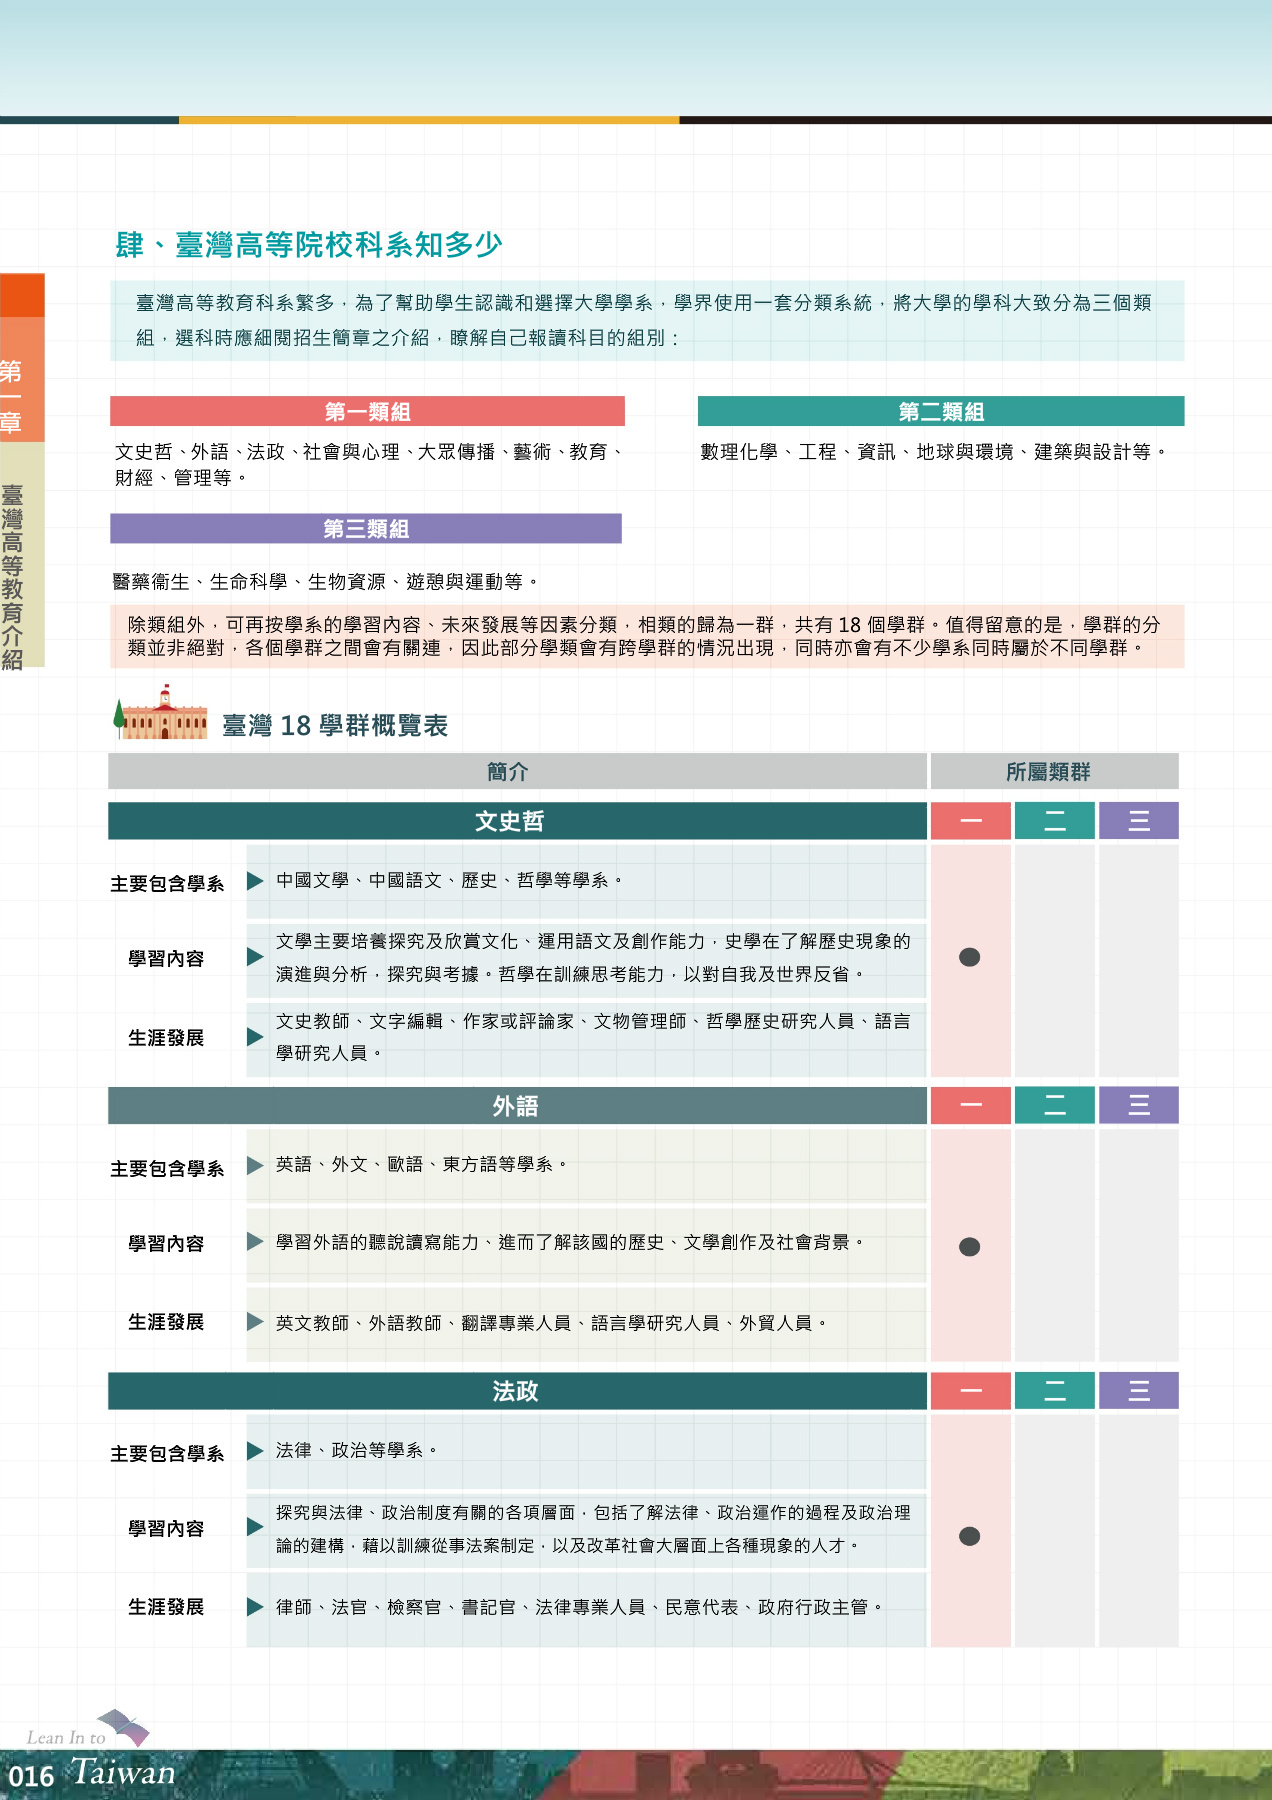 肆、臺灣高等院校科系知多少
臺灣高等教育科系繁多，為了幫助學生認識和選擇大學學系，學界使用一套分類系統，將大學的學科大致分為三個類
組，選科時應細閱招生簡章之介紹，瞭解自己報讀科目的組別：
第一章
臺灣高等教育介紹
第一類組
文史哲、外語、法政、社會與心理、大眾傳播、藝術、教育、
財經、管理等。
第二類組
數理化學、工程、資訊、地球與環境、建築與設計等。
第三類組
醫藥衞生、生命科學、生物資源、遊憩與運動等。
除類組外，可再按學系的學習內容、未來發展等因素分類，相類的歸為一群，共有 18 個學群。值得留意的是，學群的分
類並非絕對，各個學群之間會有關連，因此部分學類會有跨學群的情況出現，同時亦會有不少學系同時屬於不同學群。
臺灣 18 學群概覽表
簡介 所屬類群
文史哲 一 二 三
主要包含學系 中國文學、中國語文、歷史、哲學等學系。
學習內容 文學主要培養探究及欣賞文化、運用語文及創作能力，史學在了解歷史現象的
演進與分析，探究與考據。哲學在訓練思考能力，以對自我及世界反省。
生涯發展 文史教師、文字編輯、作家或評論家、文物管理師、哲學歷史研究人員、語言
學研究人員。
外語 一 二 三
主要包含學系 英語、外文、歐語、東方語等學系。
學習內容 學習外語的聽說讀寫能力、進而了解該國的歷史、文學創作及社會背景。
生涯發展 英文教師、外語教師、翻譯專業人員、語言學研究人員、外貿人員。
法政 一 二 三
主要包含學系 法律、政治等學系。
學習內容 探究與法律、政治制度有關的各項層面，包括了解法律、政治運作的過程及政治理
論的建構，藉以訓練從事法案制定，以及改革社會大層面上各種現象的人才。
生涯發展 律師、法官、檢察官、書記官、法律專業人員、民意代表、政府行政主管。
Lean In to
016 Taiwan